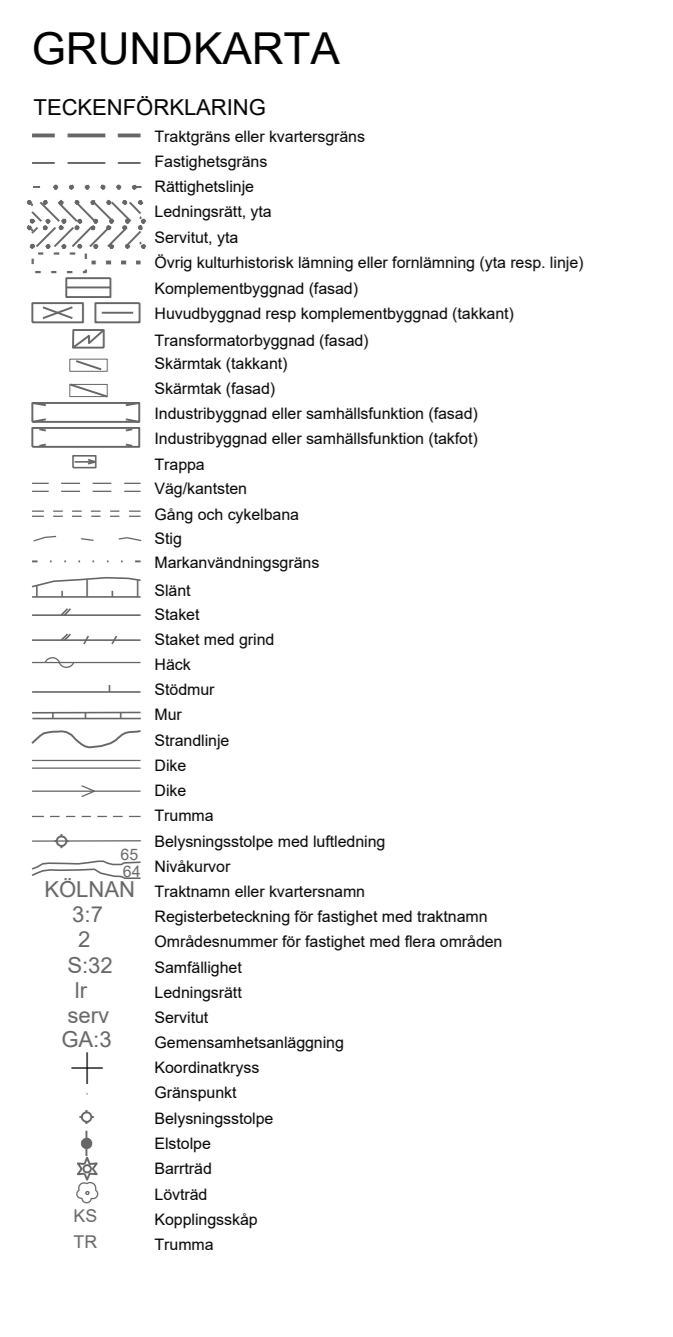 GRUNDKARTA
TECKENFÖRKLARING
Traktgräns eller kvartersgräns
Fastighetsgräns
Rättighetslinje
Ledningsrätt, yta
Servitut, yta
Övrig kulturhistorisk lämning eller fornlämning (yta resp. linje)
Komplementbyggnad (fasad)
Huvudbyggnad resp komplementbyggnad (takkant)
Transformatorbyggnad (fasad)
Skärmtak (takkant)
Skärmtak (fasad)
Industribyggnad eller samhällsfunktion (fasad)
Industribyggnad eller samhällsfunktion (takfot)
Trappa
Väg/kantsten
Gång och cykelbana
Stig
Markanvändningsgräns
Slänt
Staket
Staket med grind
Häck
Stödmur
Mur
Strandlinje
Dike
Dike
Trumma
Belysningsstolpe med luftledning
65
64 Nivåkurvor
KÖLNAN Traktnamn eller kvartersnamn
3:7 Registerbeteckning för fastighet med traktnamn
2 Områdesnummer för fastighet med flera områden
S:32 Samfällighet
lr Ledningsrätt
serv Servitut
GA:3 Gemensamhetsanläggning
Koordinatkryss
Gränspunkt
Belysningsstolpe
Elstolpe
Barrträd
Lövträd
KS Kopplingsskåp
TR Trumma